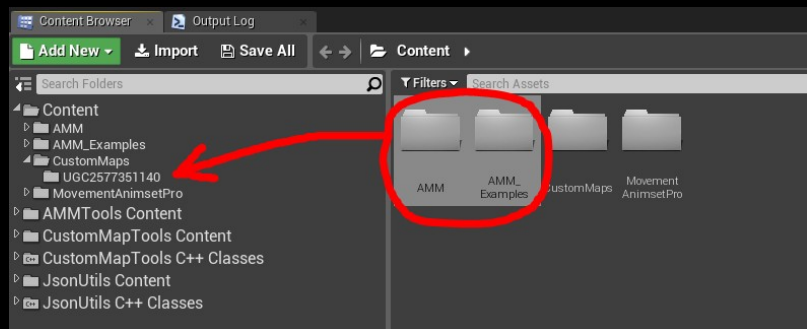 Content Browser
Output Log
Add New
Import
Save All
Content
Search Folders
Filters
Search Assets
Content
AMM
AMM_Examples
CustomMaps
UGC2577351140
MovementAnimsetPro
AMMTools Content
CustomMapTools Content
CustomMapTools C++ Classes
JsonUtils Content
JsonUtils C++ Classes
AMM
AMM_
Examples
CustomMaps
Movement
AnimsetPro